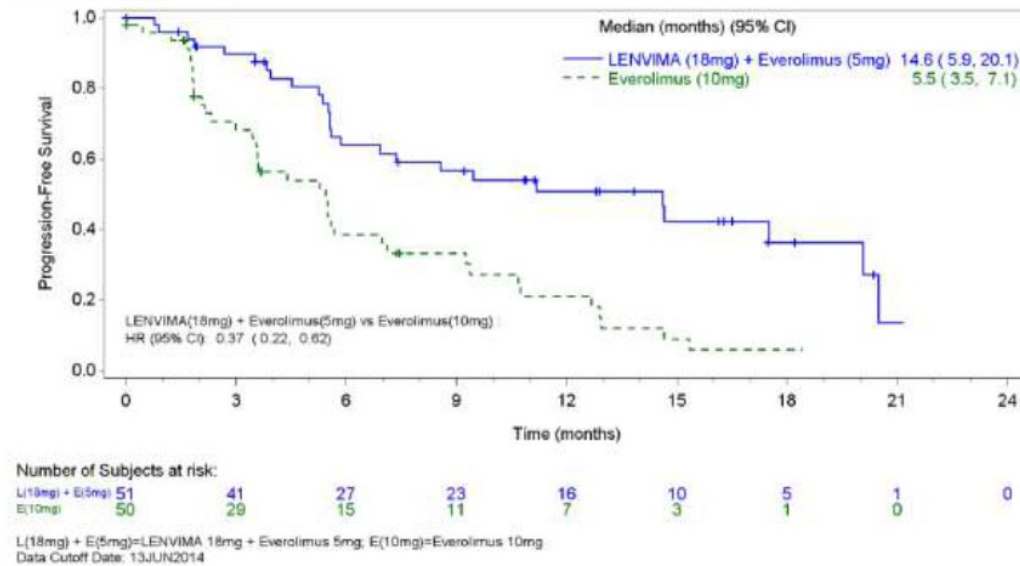 Median (months) (95% CI)
LENVIMA (18mg) + Everolimus (5mg) 14.6 ( 5.9, 20.1)
Everolimus (10mg) 5.5 ( 3.5, 7.1)
Progression-Free Survival
1.0
0.8
0.6
0.4
0.2
0.0
LENVIMA(18mg) + Everolimus(5mg) vs Everolimus(10mg) :
HR (95% CI): 0.37 ( 0.22, 0.62)
0 3 6 9 12 15 18 21 24
Time (months)
Number of Subjects at risk:
L(18mg) + E(5mg) 51 41 27 23 16 10 5 1 0
E(10mg) 50 29 15 11 7 3 1 0
L(18mg) + E(5mg)=LENVIMA 18mg + Everolimus 5mg; E(10mg)=Everolimus 10mg
Data Cutoff Date: 13JUN2014